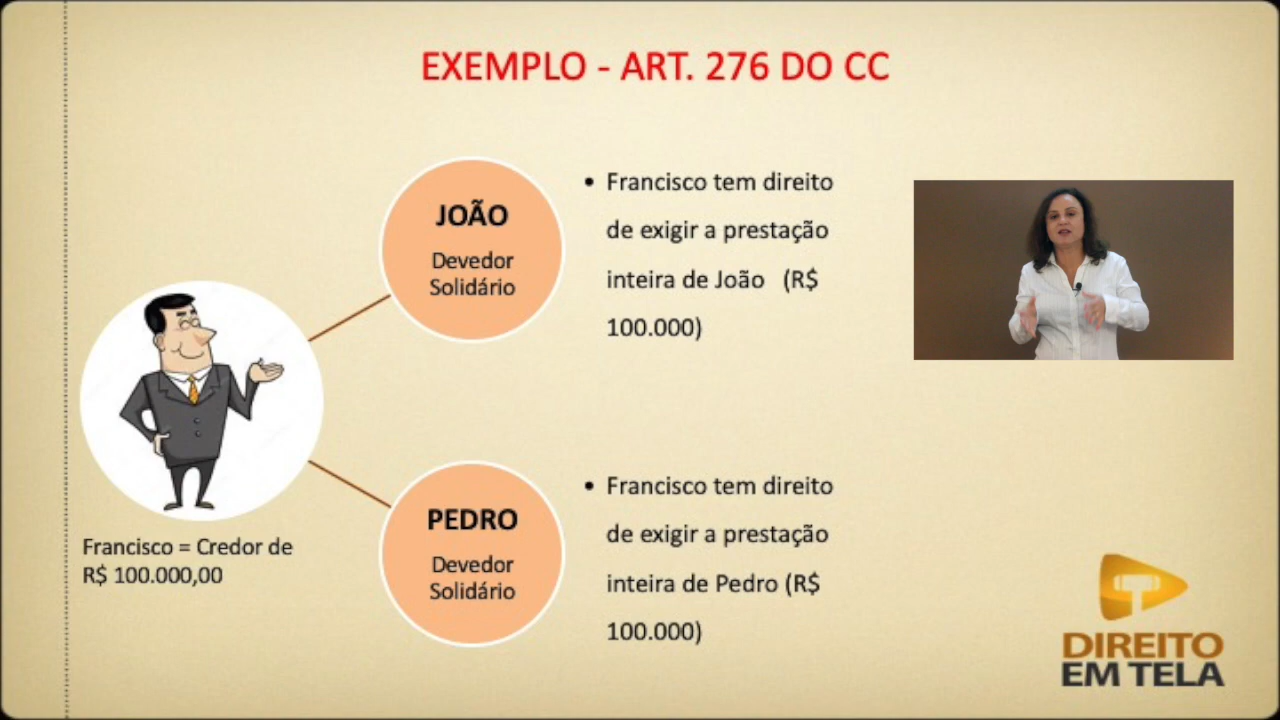 EXEMPLO - ART. 276 DO CC
JOÃO
Devedor
Solidário
• Francisco tem direito
de exigir a prestação
inteira de João (R$
100.000)
Francisco = Credor de
R$ 100.000,00
PEDRO
Devedor
Solidário
• Francisco tem direito
de exigir a prestação
inteira de Pedro (R$
100.000)
DIREITO
EM TELA